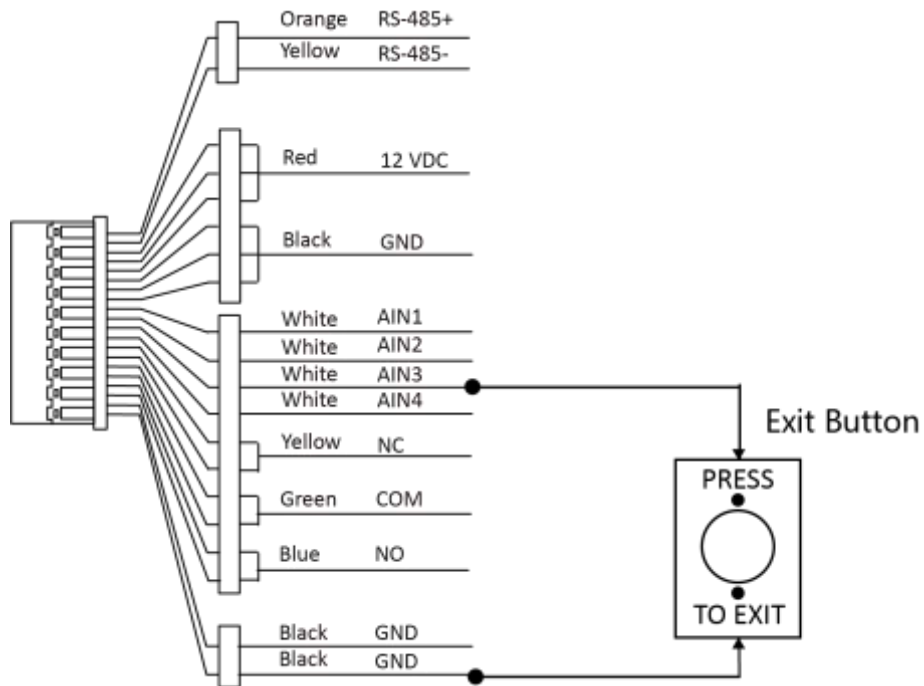 Orange RS-485+
Yellow RS-485-
Red 12 VDC
Black GND
White AIN1
White AIN2
White AIN3
White AIN4
Yellow NC
Green COM
Blue NO
Black GND
Black GND
Exit Button
PRESS
TO EXIT